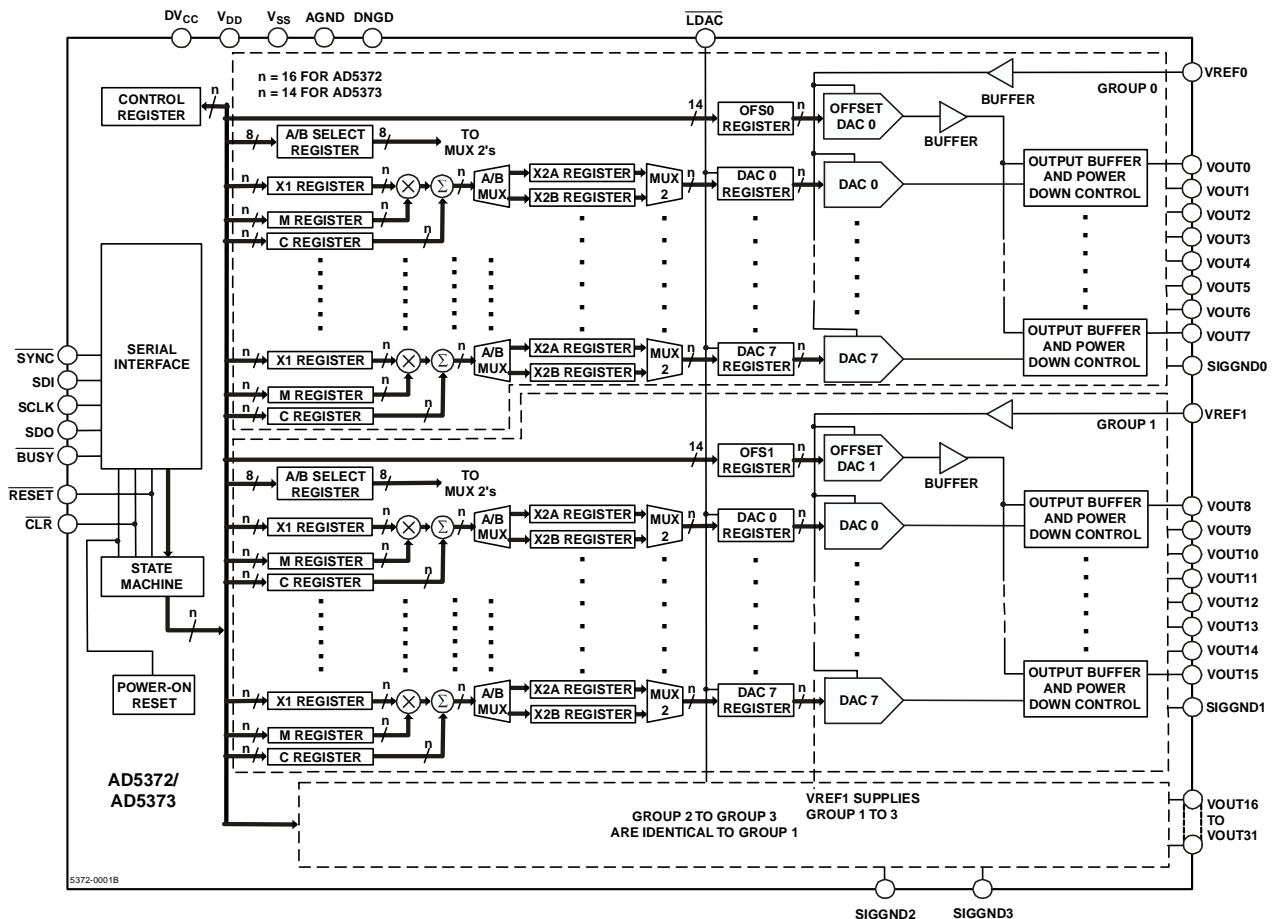 DVCC VDD VSS AGND DNGD LDAC
n = 16 FOR AD5372
n = 14 FOR AD5373
CONTROL
REGISTER
n
VREF0
GROUP 0
BUFFER
14
OFS0
REGISTER
n
OFFSET
DAC 0
BUFFER
8
A/B SELECT
REGISTER
8
TO
MUX 2's
n
X1 REGISTER
n
n
M REGISTER
n
n
C REGISTER
n
Σ
n
A/B
MUX
X2A REGISTER
X2B REGISTER
MUX
2
n
DAC 0
REGISTER
n
DAC 0
OUTPUT BUFFER
AND POWER
DOWN CONTROL
VOUT0
VOUT1
VOUT2
VOUT3
VOUT4
VOUT5
VOUT6
VOUT7
SIGGND0
SERIAL
INTERFACE
SYNC
SDI
SCLK
SDO
BUSY
RESET
CLR
n
X1 REGISTER
n
n
M REGISTER
n
n
C REGISTER
n
Σ
n
A/B
MUX
X2A REGISTER
X2B REGISTER
MUX
2
n
DAC 7
REGISTER
n
DAC 7
OUTPUT BUFFER
AND POWER
DOWN CONTROL
VREF1
GROUP 1
14
OFS1
REGISTER
n
OFFSET
DAC 1
BUFFER
8
A/B SELECT
REGISTER
8
TO
MUX 2's
n
X1 REGISTER
n
n
M REGISTER
n
n
C REGISTER
n
Σ
n
A/B
MUX
X2A REGISTER
X2B REGISTER
MUX
2
n
DAC 0
REGISTER
n
DAC 0
OUTPUT BUFFER
AND POWER
DOWN CONTROL
VOUT8
VOUT9
VOUT10
VOUT11
VOUT12
VOUT13
VOUT14
VOUT15
SIGGND1
STATE
MACHINE
n
POWER-ON
RESET
n
X1 REGISTER
n
n
M REGISTER
n
n
C REGISTER
n
Σ
n
A/B
MUX
X2A REGISTER
X2B REGISTER
MUX
2
n
DAC 7
REGISTER
n
DAC 7
OUTPUT BUFFER
AND POWER
DOWN CONTROL
AD5372/
AD5373
GROUP 2 TO GROUP 3
ARE IDENTICAL TO GROUP 1
VREF1 SUPPLIES
GROUP 1 TO 3
VOUT16
TO
VOUT31
5372-0001B
SIGGND2 SIGGND3